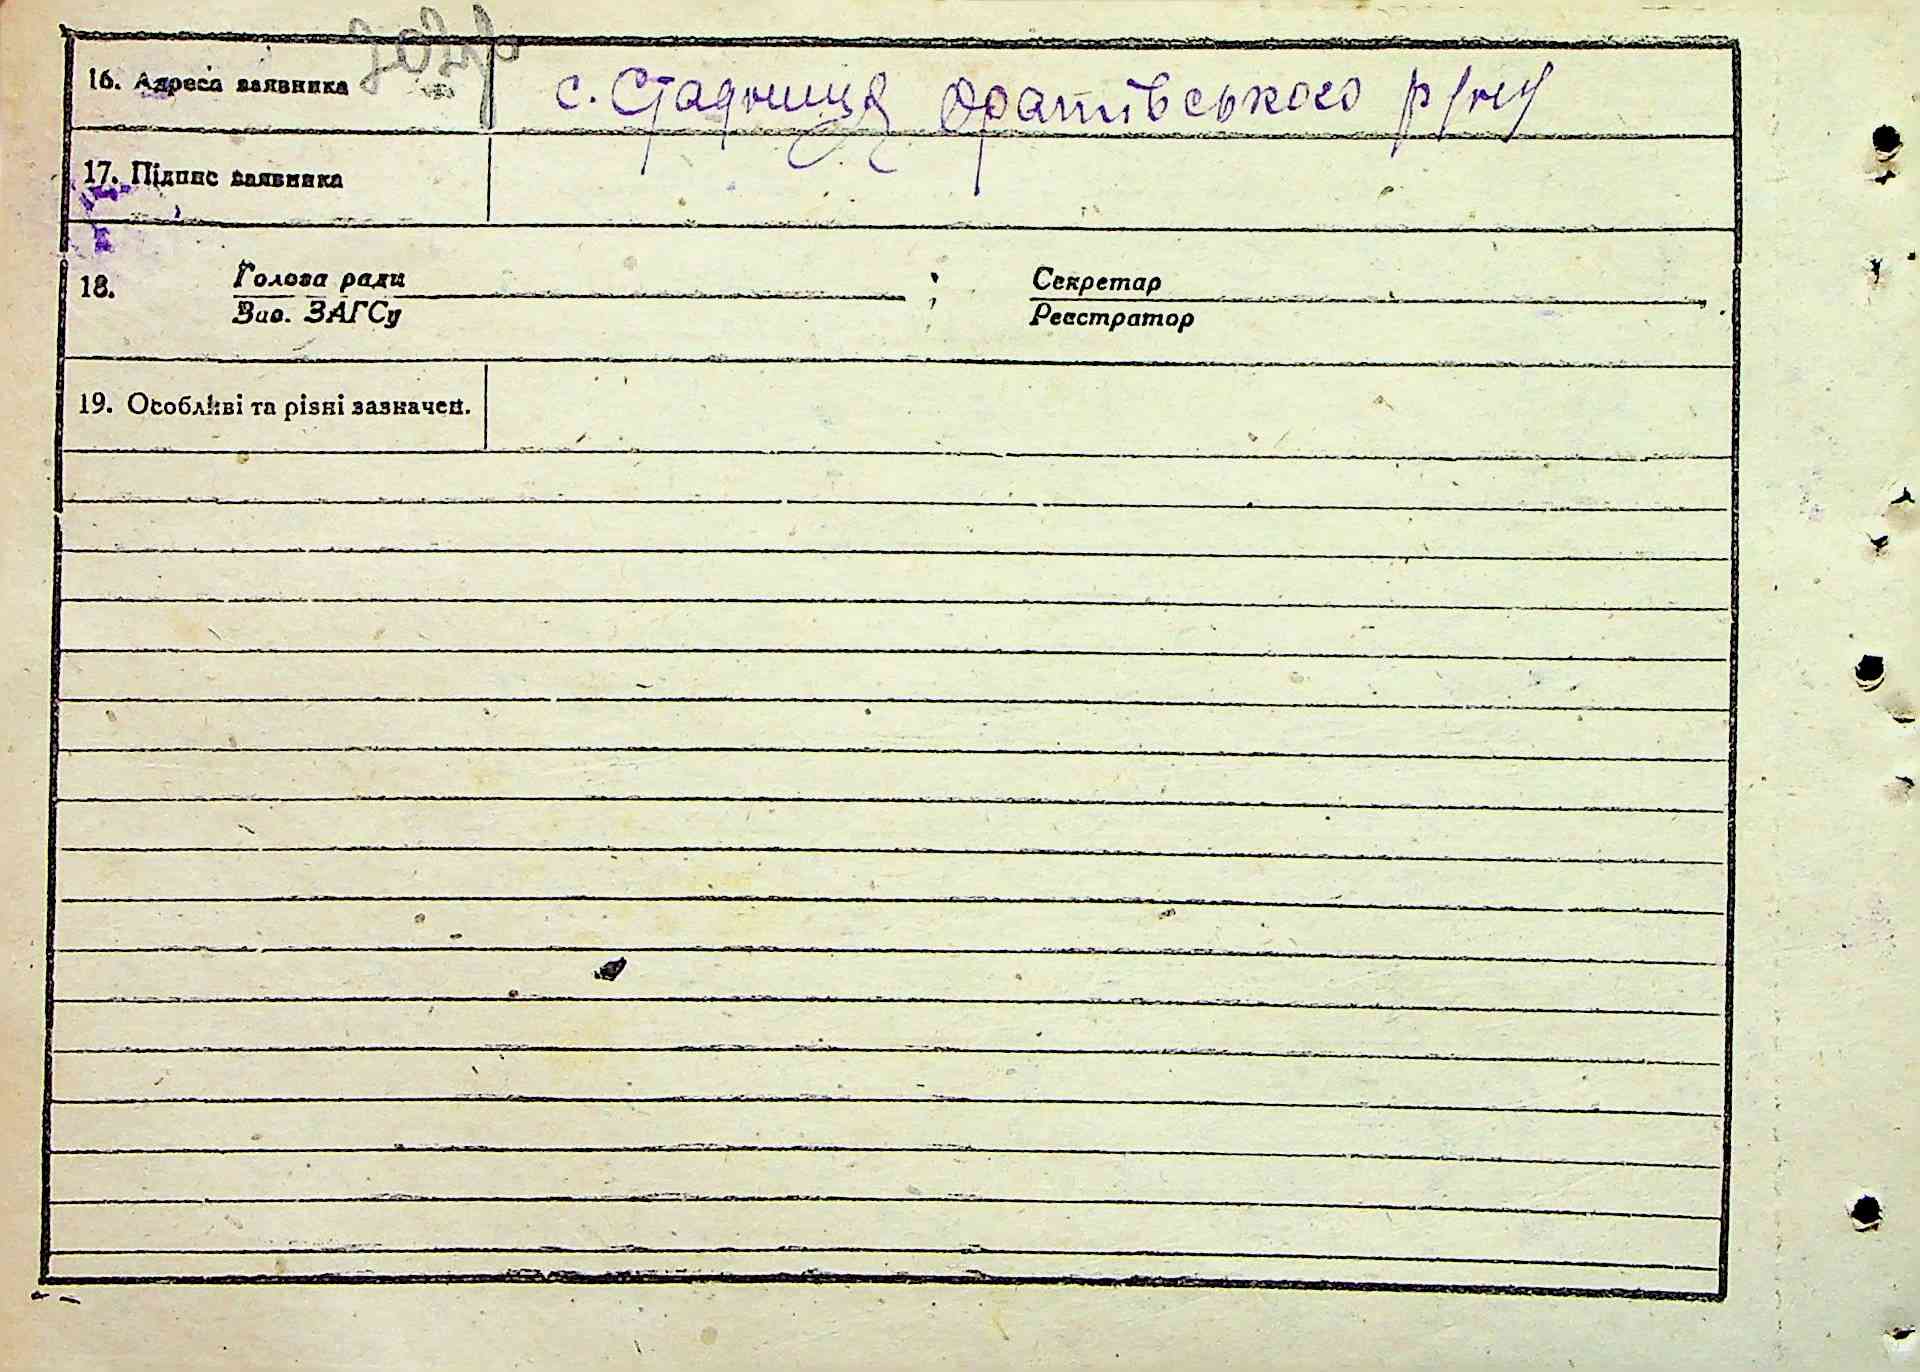 16. Адреса заявника с. Стадниця Оратівського р/ну
17. Підпис заявника
18. Голова ради ; Секретар .
Зав. ЗАГСу Реєстратор
19. Особливі та різні зазначен.